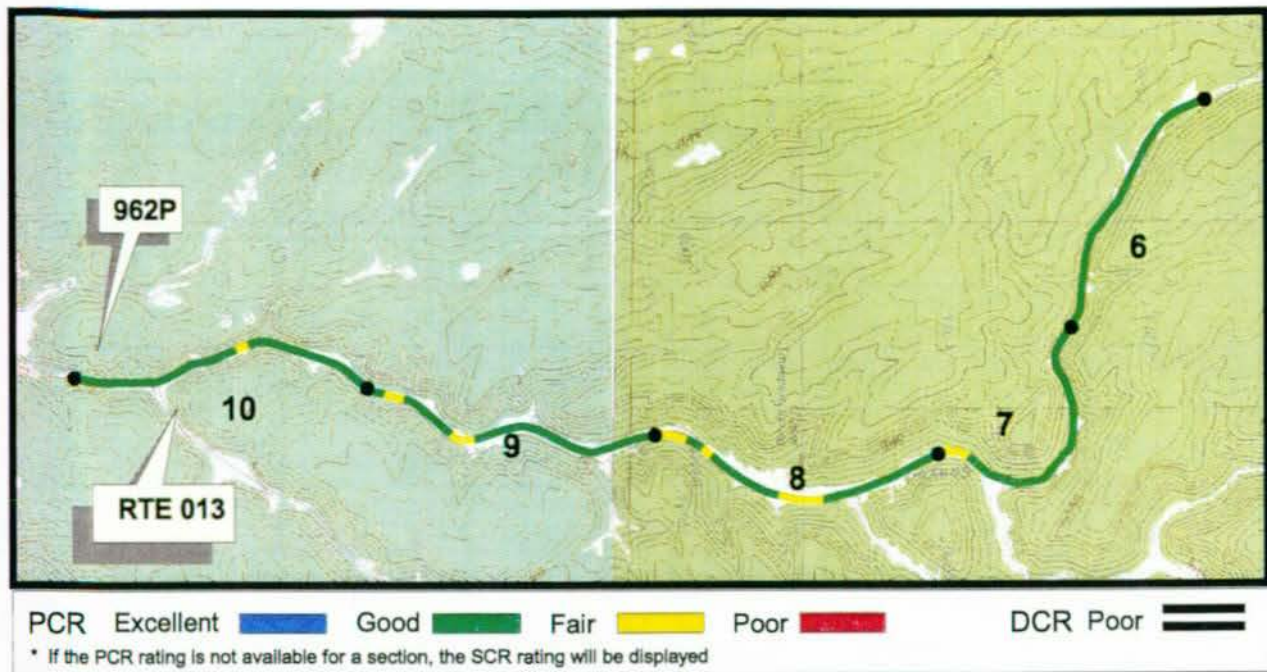 962P
6
7
10
9
8
RTE 013
PCR Excellent Good Fair Poor DCR Poor
* If the PCR rating is not available for a section, the SCR rating will be displayed